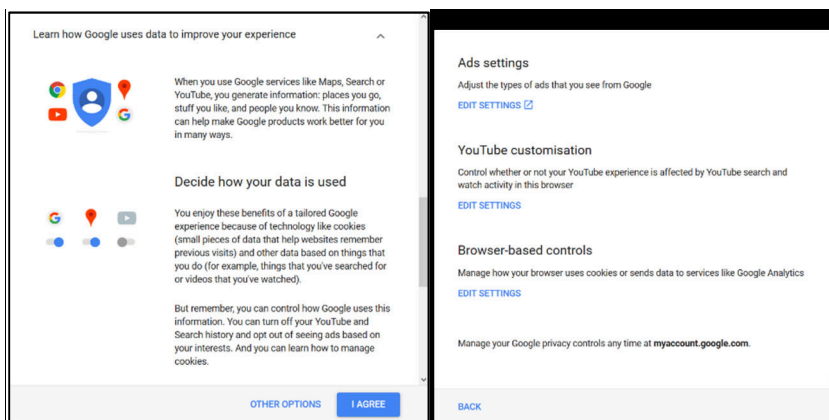 Learn how Google uses data to improve your experience
When you use Google services like Maps, Search or
YouTube, you generate information: places you go,
stuff you like, and people you know. This information
can help make Google products work better for you
in many ways.
Decide how your data is used
You enjoy these benefits of a tailored Google
experience because of technology like cookies
(small pieces of data that help websites remember
previous visits) and other data based on things that
you do (for example, things that you've searched for
or videos that you've watched).
But remember, you can control how Google uses this
information. You can turn off your YouTube and
Search history and opt out of seeing ads based on
your interests. And you can learn how to manage
cookies.
OTHER OPTIONS
I AGREE
Ads settings
Adjust the types of ads that you see from Google
EDIT SETTINGS
YouTube customisation
Control whether or not your YouTube experience is affected by YouTube search and
watch activity in this browser
EDIT SETTINGS
Browser-based controls
Manage how your browser uses cookies or sends data to services like Google Analytics
EDIT SETTINGS
Manage your Google privacy controls any time at myaccount.google.com.
BACK